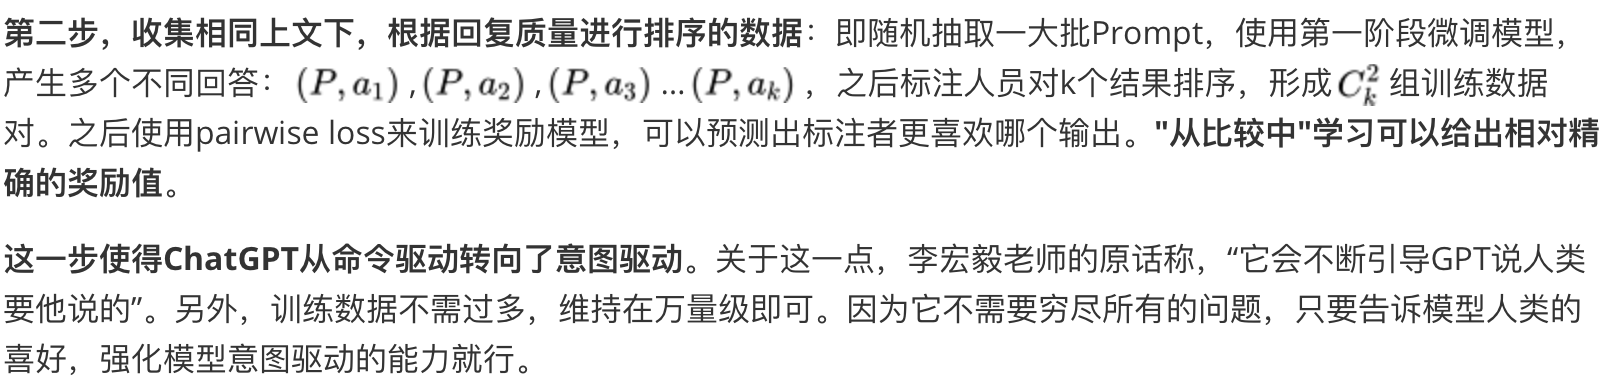 第二步，收集相同上文下，根据回复质量进行排序的数据：即随机抽取一大批Prompt，使用第一阶段微调模型，
产生多个不同回答：(P, a₁) , (P, a₂) , (P, a₃) ... (P, aₖ) ，之后标注人员对k个结果排序，形成 $C_k^2$ 组训练数据
对。之后使用pairwise loss来训练奖励模型，可以预测出标注者更喜欢哪个输出。"从比较中"学习可以给出相对精
确的奖励值。
这一步使得ChatGPT从命令驱动转向了意图驱动。关于这一点，李宏毅老师的原话称，“它会不断引导GPT说人类
要他说的”。另外，训练数据不需过多，维持在万量级即可。因为它不需要穷尽所有的问题，只要告诉模型人类的
喜好，强化模型意图驱动的能力就行。